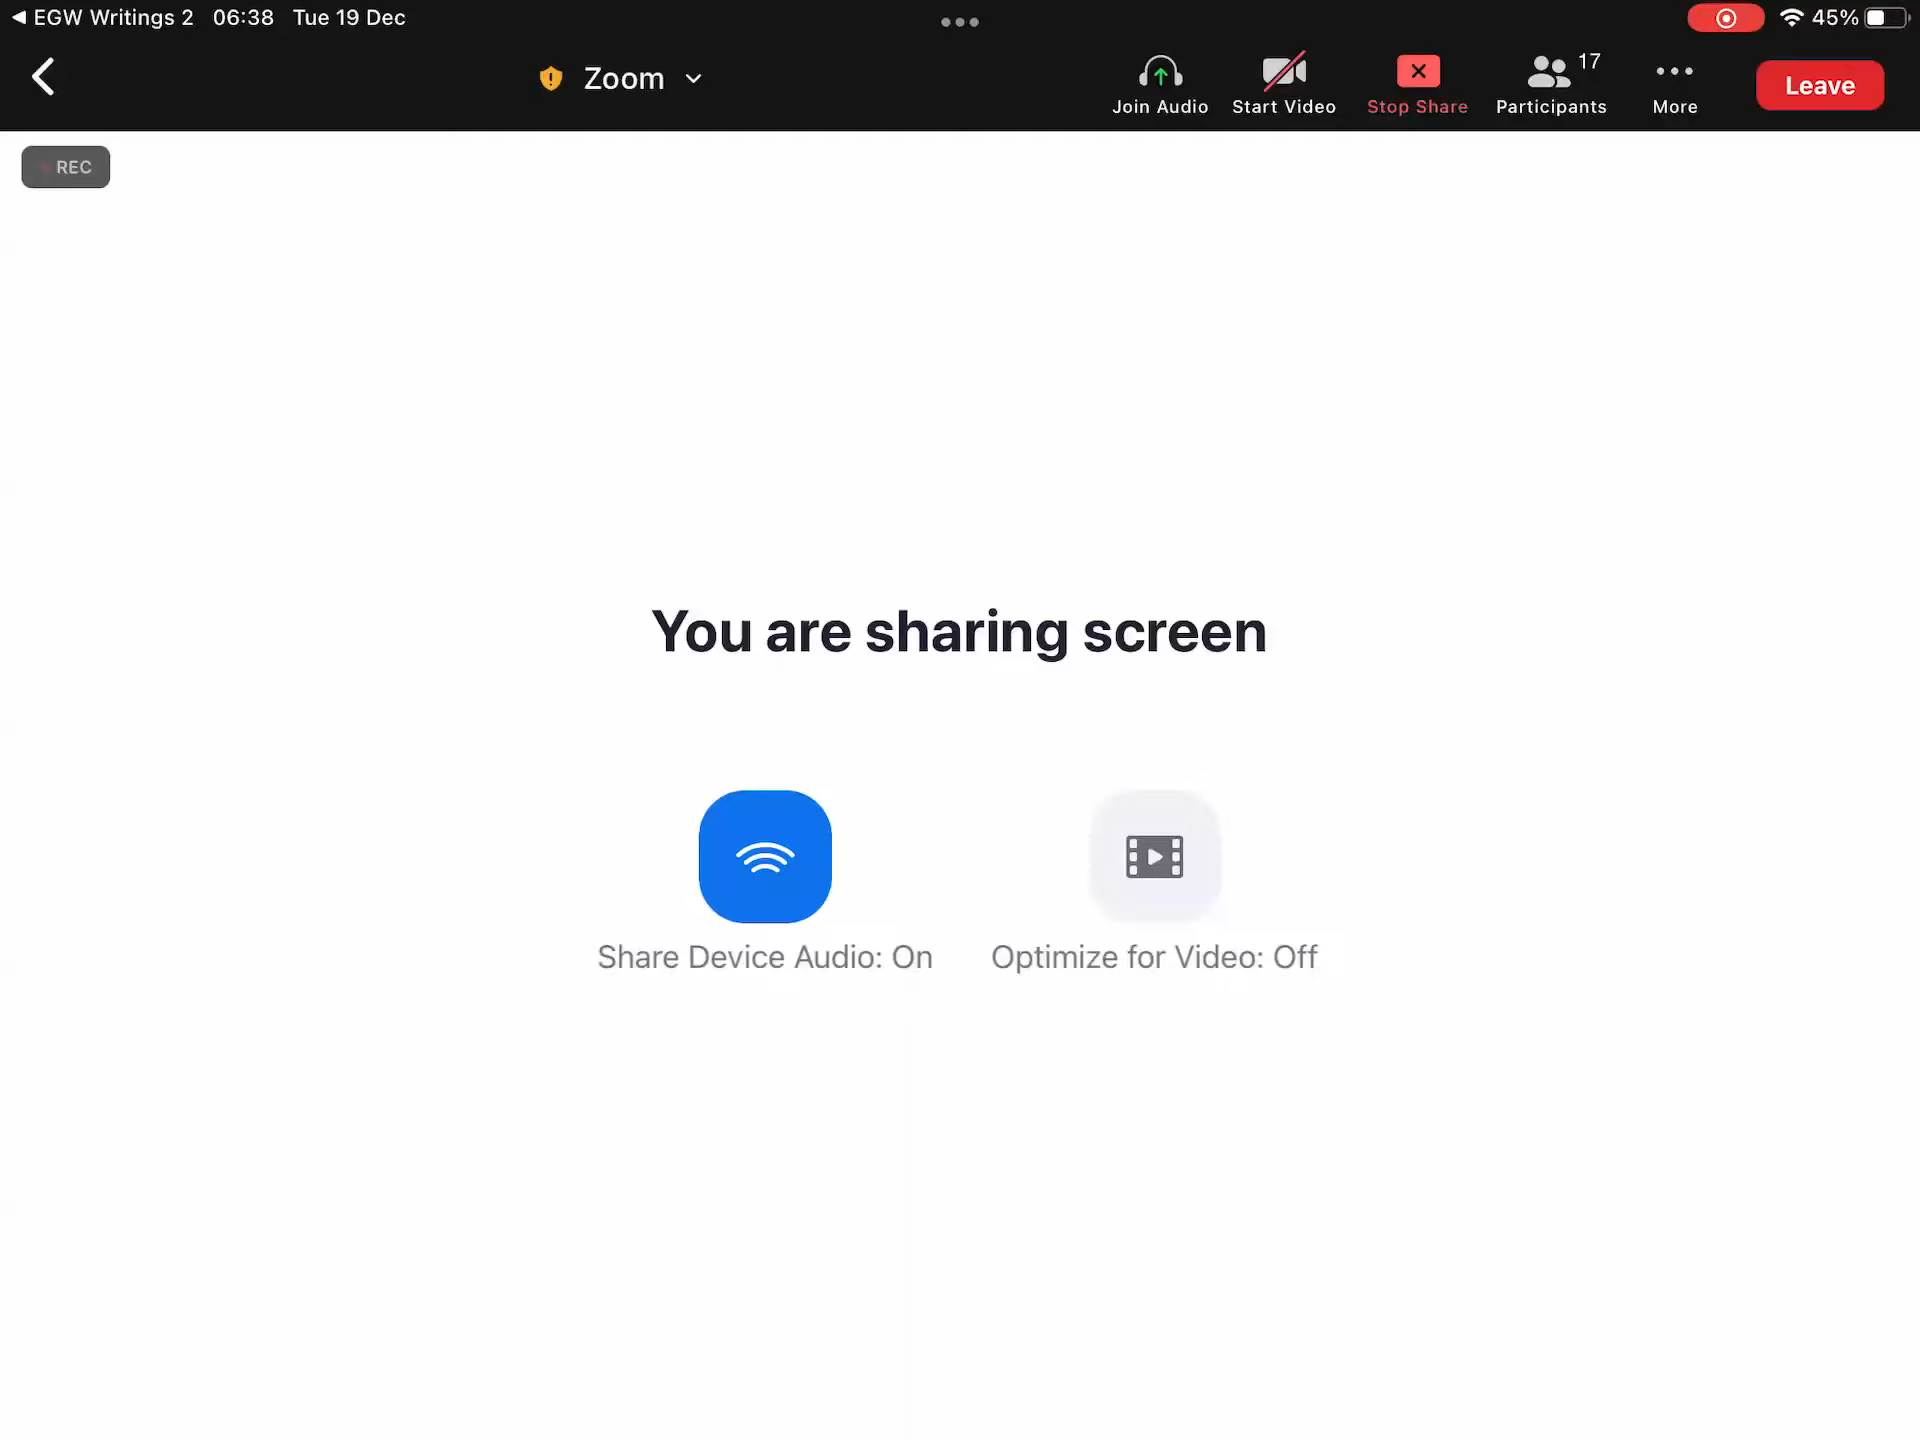 EGW Writings 2 06:38 Tue 19 Dec
45%
Zoom
17
Join Audio Start Video Stop Share Participants More Leave
REC
You are sharing screen
Share Device Audio: On Optimize for Video: Off